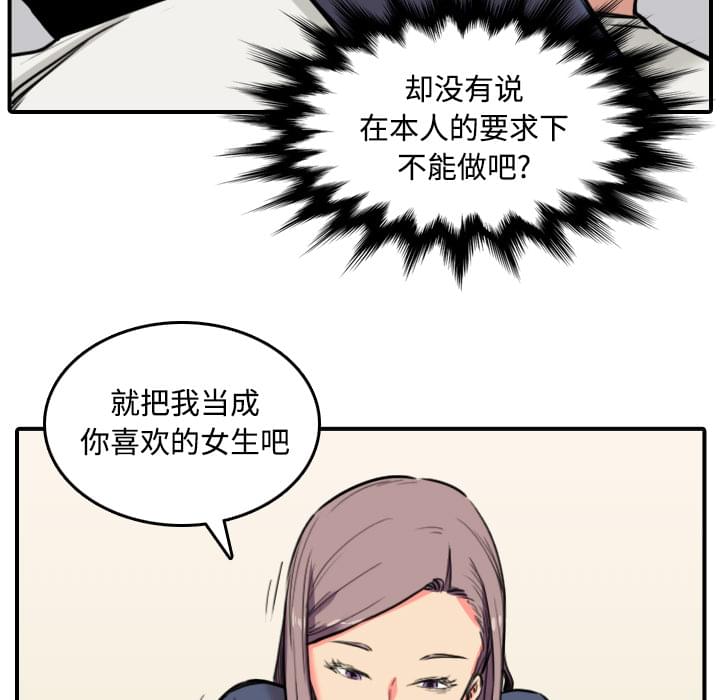 却没有说
在本人的要求下
不能做吧?
就把我当成
你喜欢的女生吧